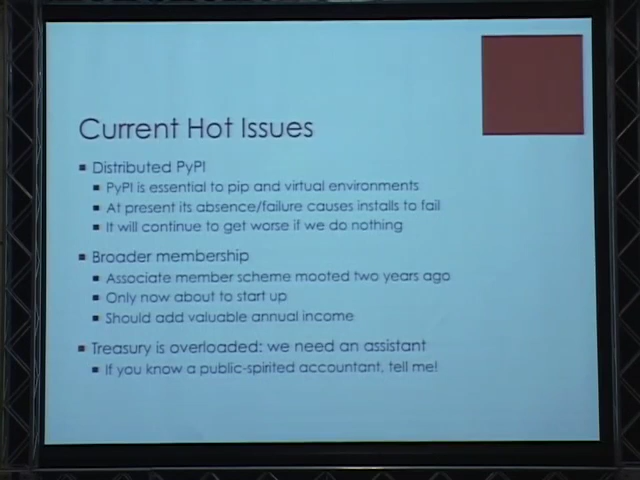 Current Hot Issues
Distributed PyPI
PyPI is essential to pip and virtual environments
At present its absence/failure causes installs to fail
It will continue to get worse if we do nothing
Broader membership
Associate member scheme mooted two years ago
Only now about to start up
Should add valuable annual income
Treasury is overloaded: we need an assistant
If you know a public-spirited accountant, tell me!